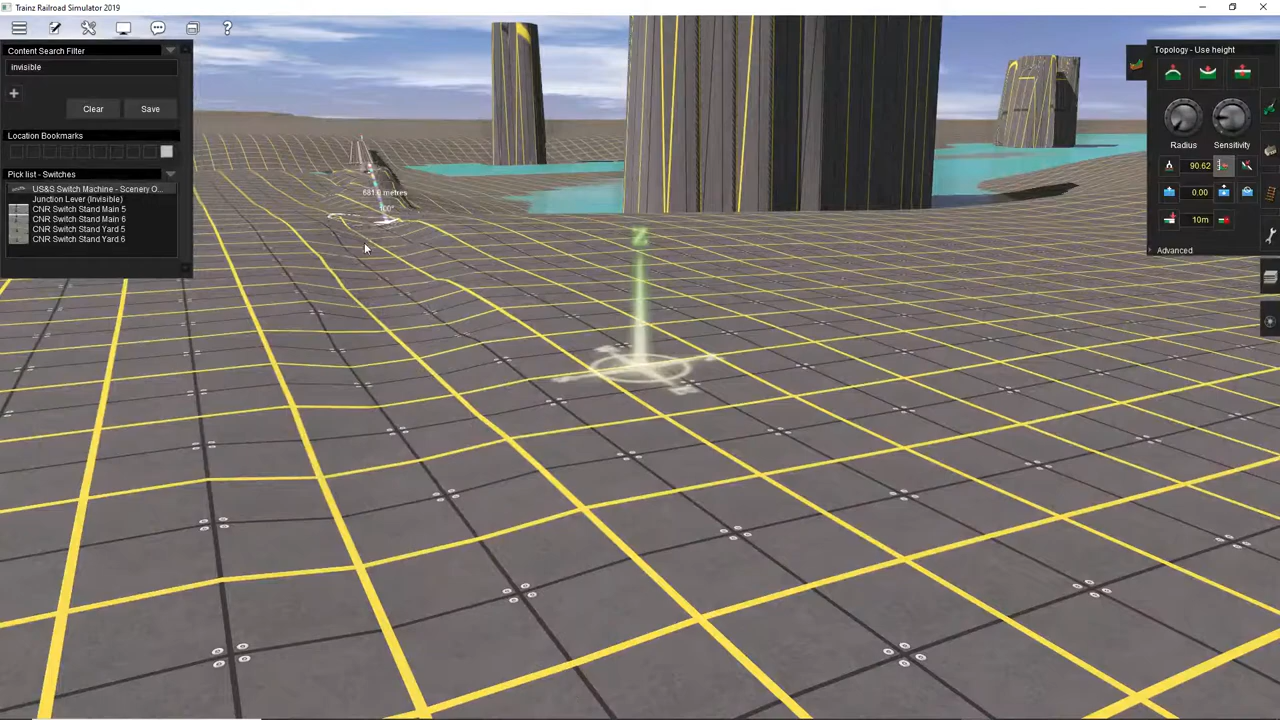 Trainz Railroad Simulator 2019
Content Search Filter
invisible
Clear
Save
Location Bookmarks
Pick list - Switches
US&S Switch Machine - Scenery O...
Junction Lever (Invisible)
CNR Switch Stand Main 5
CNR Switch Stand Main 6
CNR Switch Stand Yard 5
CNR Switch Stand Yard 6
Topology - Use height
Radius
Sensitivity
90.62
0.00
10m
Advanced
Z